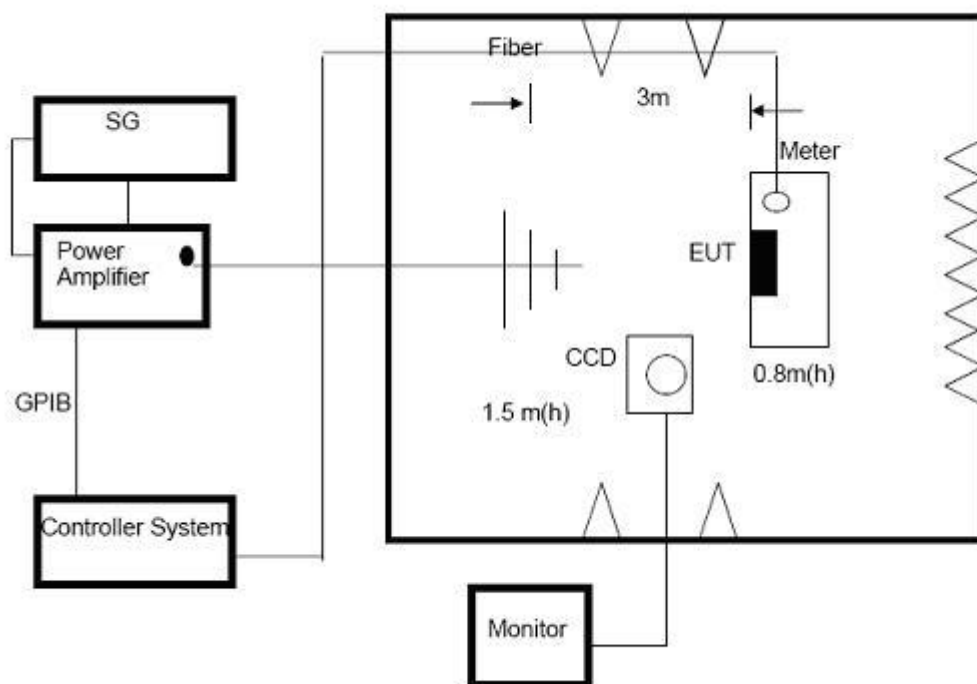 Fiber
3m
SG
Meter
Power
Amplifier
EUT
CCD
0.8m(h)
GPIB
1.5 m(h)
Controller System
Monitor